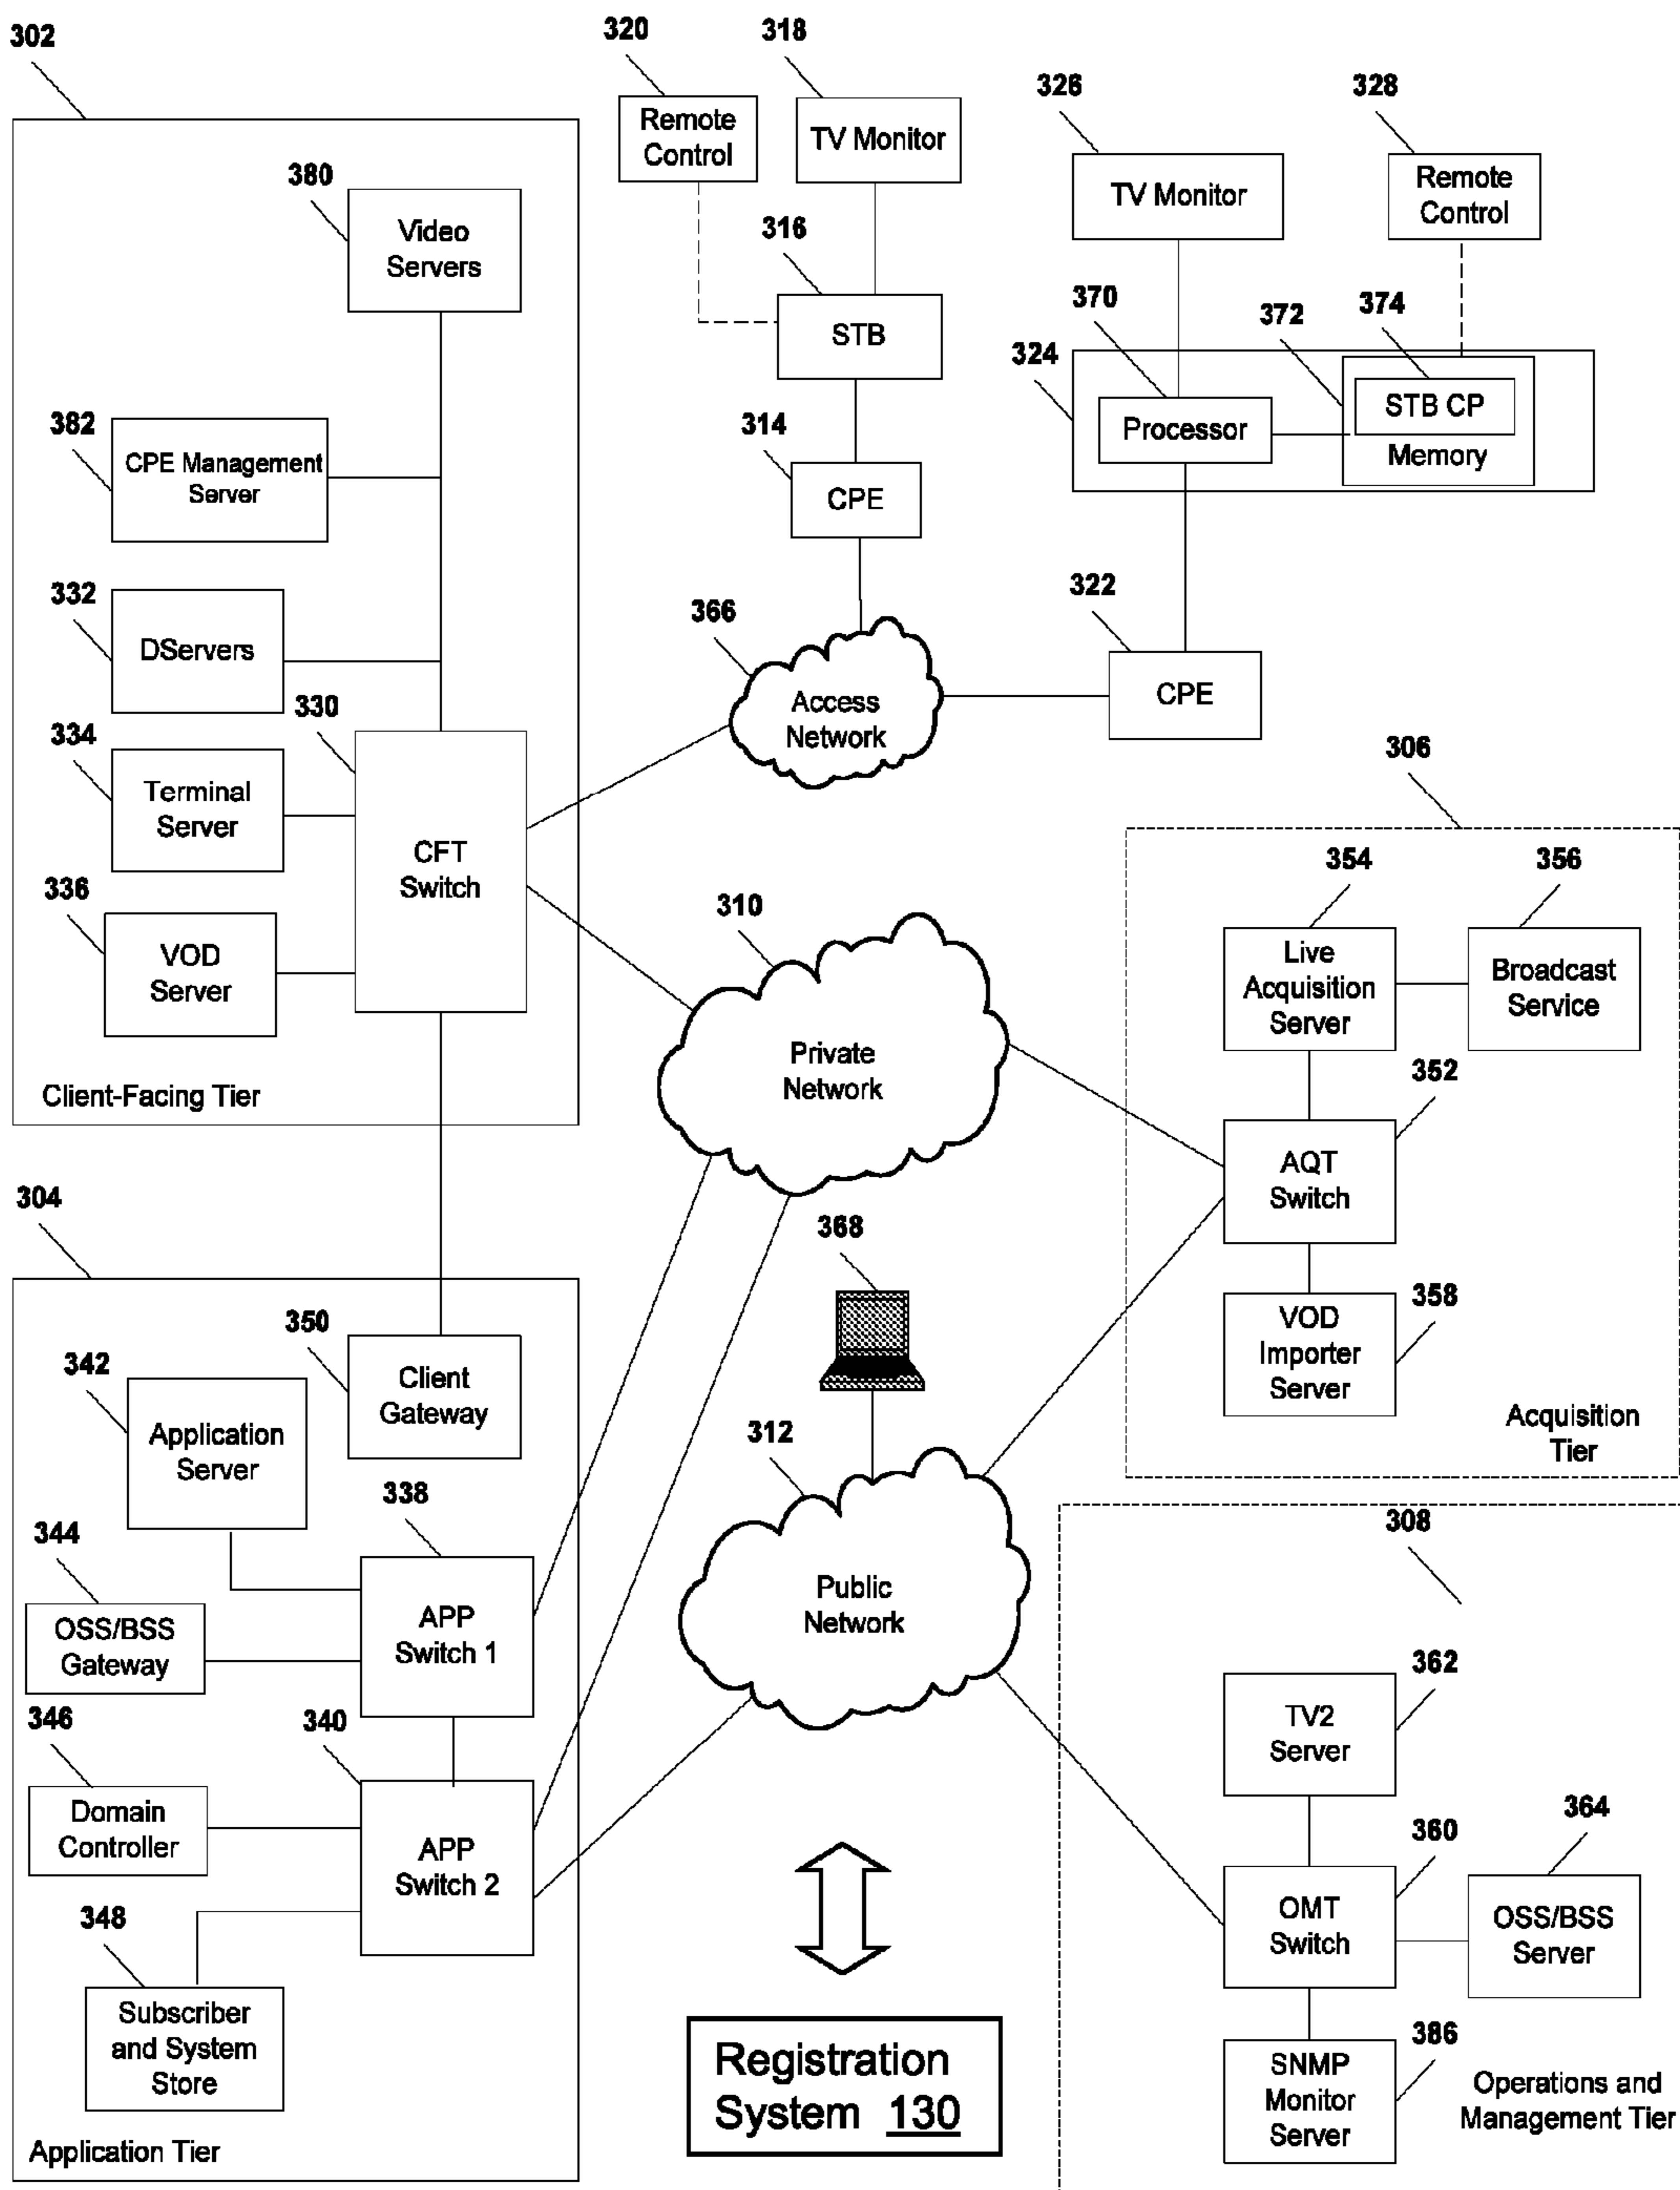 302
320
318
326
328
Remote
Control
TV Monitor
TV Monitor
Remote
Control
380
Video
Servers
316
STB
370
372
374
324
STB CP
Processor
Memory
382
CPE Management
Server
314
CPE
332
DServers
366
322
Access
Network
CPE
330
334
Terminal
Server
CFT
Switch
336
VOD
Server
Client-Facing Tier
306
354
356
Live
Acquisition
Server
Broadcast
Service
310
Private
Network
352
AQT
Switch
358
VOD
Importer
Server
Acquisition
Tier
304
368
350
Client
Gateway
342
Application
Server
312
Public
Network
338
344
OSS/BSS
Gateway
APP
Switch 1
346
340
Domain
Controller
APP
Switch 2
348
Subscriber
and System
Store
Application Tier
308
362
TV2
Server
360
364
OMT
Switch
OSS/BSS
Server
386
SNMP
Monitor
Server
Operations and
Management Tier
Registration
System 130